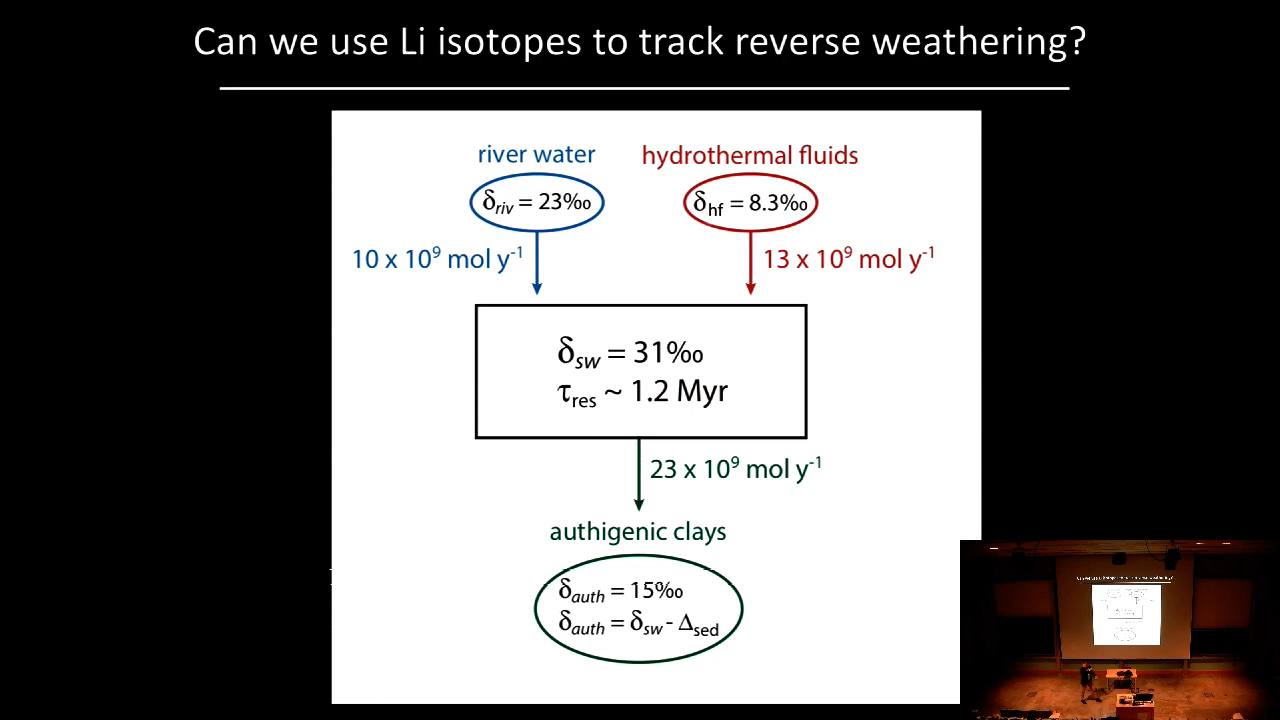 Can we use Li isotopes to track reverse weathering?
river water
hydrothermal fluids
δriv = 23‰
δhf = 8.3‰
10 x 10⁹ mol y⁻¹
13 x 10⁹ mol y⁻¹
δsw = 31‰
τres ~ 1.2 Myr
23 x 10⁹ mol y⁻¹
authigenic clays
δauth = 15‰
δauth = δsw - Δsed